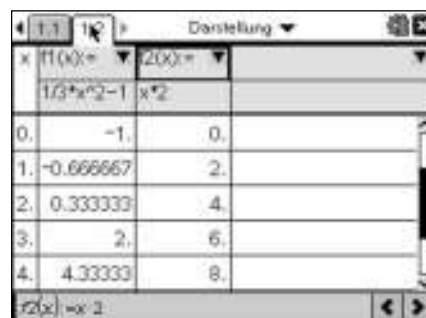 1.1 1.2 Darstellung
x f1(x):= f2(x):=
1/3*x^2-1 x*2
0. -1. 0.
1. -0.666667 2.
2. 0.333333 4.
3. 2. 6.
4. 4.33333 8.
f2(x):=x·2